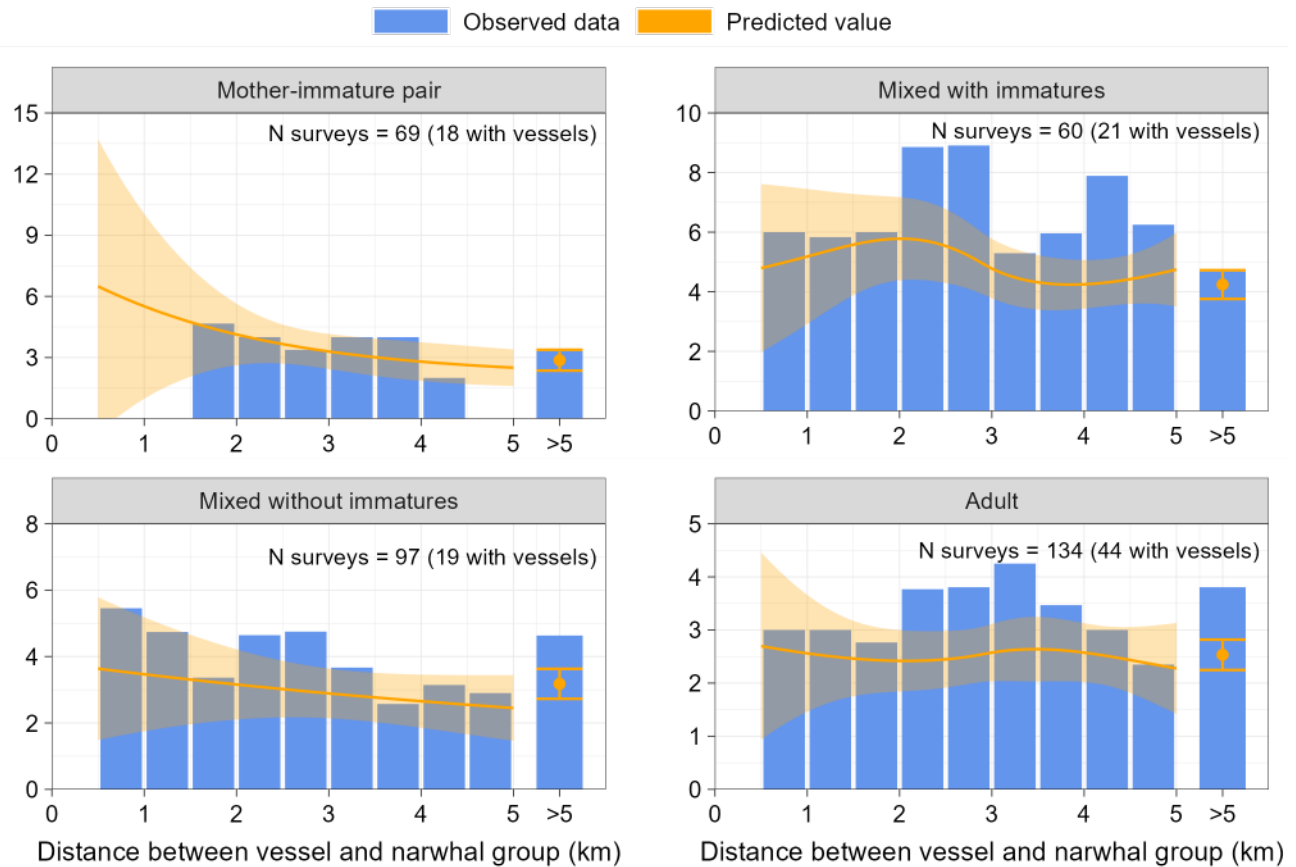 Observed data Predicted value
Mother-immature pair
N surveys = 69 (18 with vessels)
15
12
9
6
3
0
0 1 2 3 4 5 >5
Mixed with immatures
N surveys = 60 (21 with vessels)
10
8
6
4
2
0
0 1 2 3 4 5 >5
Mixed without immatures
N surveys = 97 (19 with vessels)
8
6
4
2
0
0 1 2 3 4 5 >5
Distance between vessel and narwhal group (km)
Adult
N surveys = 134 (44 with vessels)
5
4
3
2
1
0
0 1 2 3 4 5 >5
Distance between vessel and narwhal group (km)